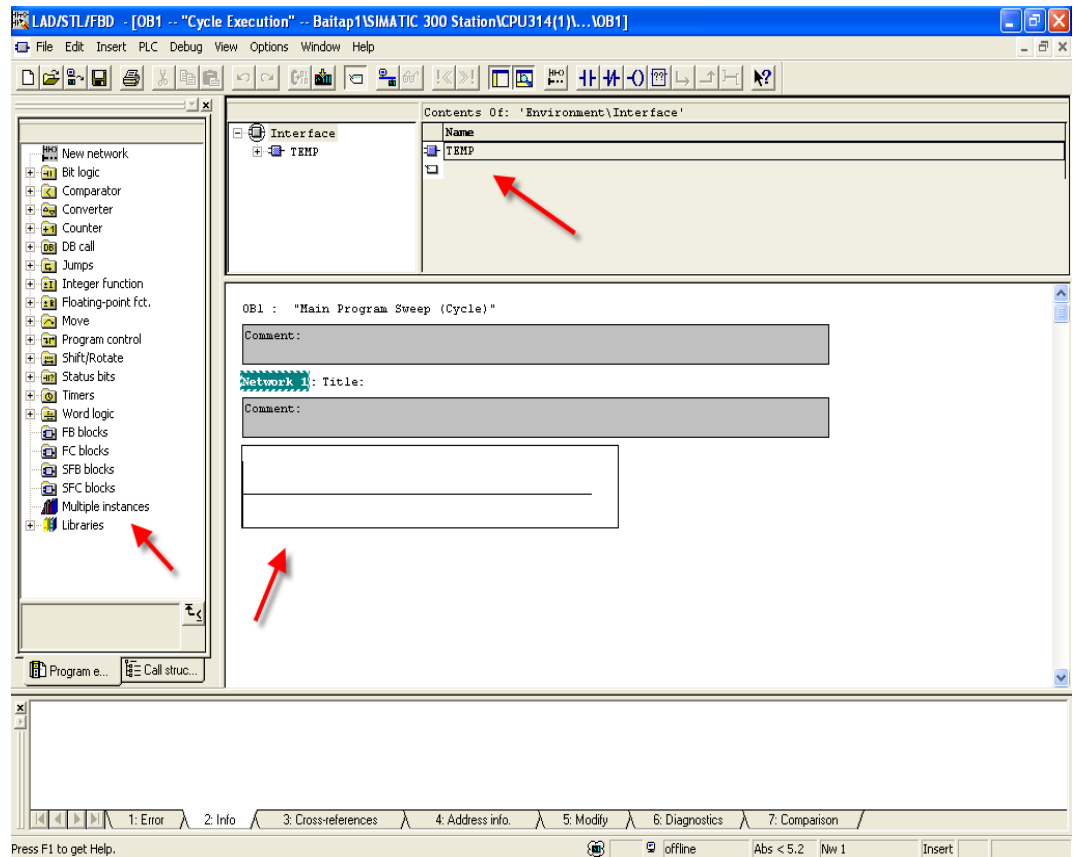 LAD/STL/FBD - [OB1 -- "Cycle Execution" -- Baitap1\SIMATIC 300 Station\CPU314(1)\...\OB1]
File Edit Insert PLC Debug View Options Window Help
Contents Of: 'Environment\Interface'
Interface
TEMP
Name
TEMP
New network
Bit logic
Comparator
Converter
Counter
DB call
Jumps
Integer function
Floating-point fct.
Move
Program control
Shift/Rotate
Status bits
Timers
Word logic
FB blocks
FC blocks
SFB blocks
SFC blocks
Multiple instances
Libraries
Program e... Call struc...
OB1 : "Main Program Sweep (Cycle)"
Comment:
Network 1: Title:
Comment:
1: Error 2: Info 3: Cross-references 4: Address info. 5: Modify 6: Diagnostics 7: Comparison
Press F1 to get Help. offline Abs < 5.2 Nw 1 Insert